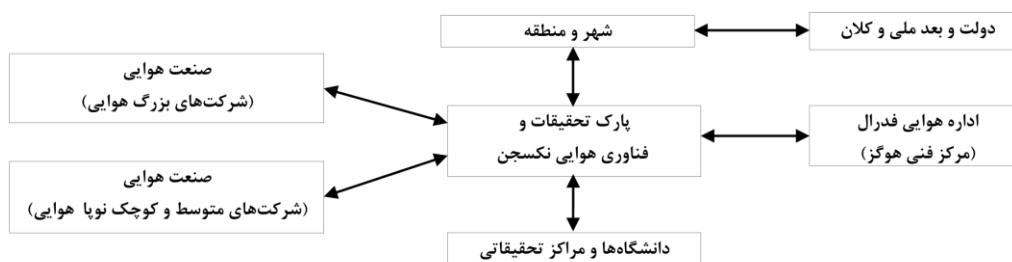 شهر و منطقه
دولت و بعد ملی و کلان
صنعت هوایی
(شرکت‌های بزرگ هوایی)
پارک تحقیقات و
فناوری هوایی نکسجن
اداره هوایی فدرال
(مرکز فنی هوگز)
صنعت هوایی
(شرکت‌های متوسط و کوچک نوپا هوایی)
دانشگاه‌ها و مراکز تحقیقاتی